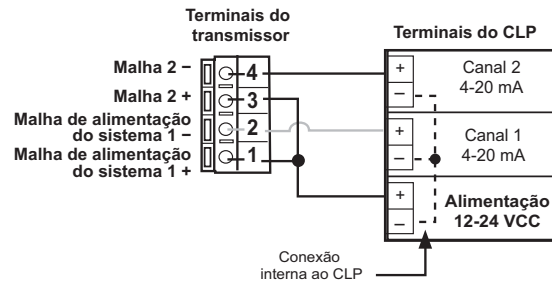 Terminais do
transmissor
Terminais do CLP
Malha 2 –
Malha 2 +
Malha de alimentação
do sistema 1 –
Malha de alimentação
do sistema 1 +
4
3
2
1
+
–
Canal 2
4-20 mA
+
–
Canal 1
4-20 mA
+
–
Alimentação
12-24 VCC
Conexão
interna ao CLP